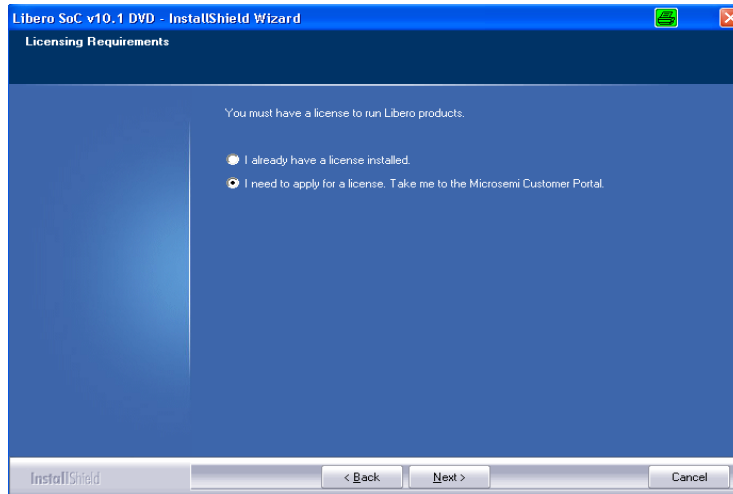 Libero SoC v10.1 DVD - InstallShield Wizard
Licensing Requirements
You must have a license to run Libero products.
I already have a license installed.
I need to apply for a license. Take me to the Microsemi Customer Portal.
InstallShield
< Back
Next >
Cancel